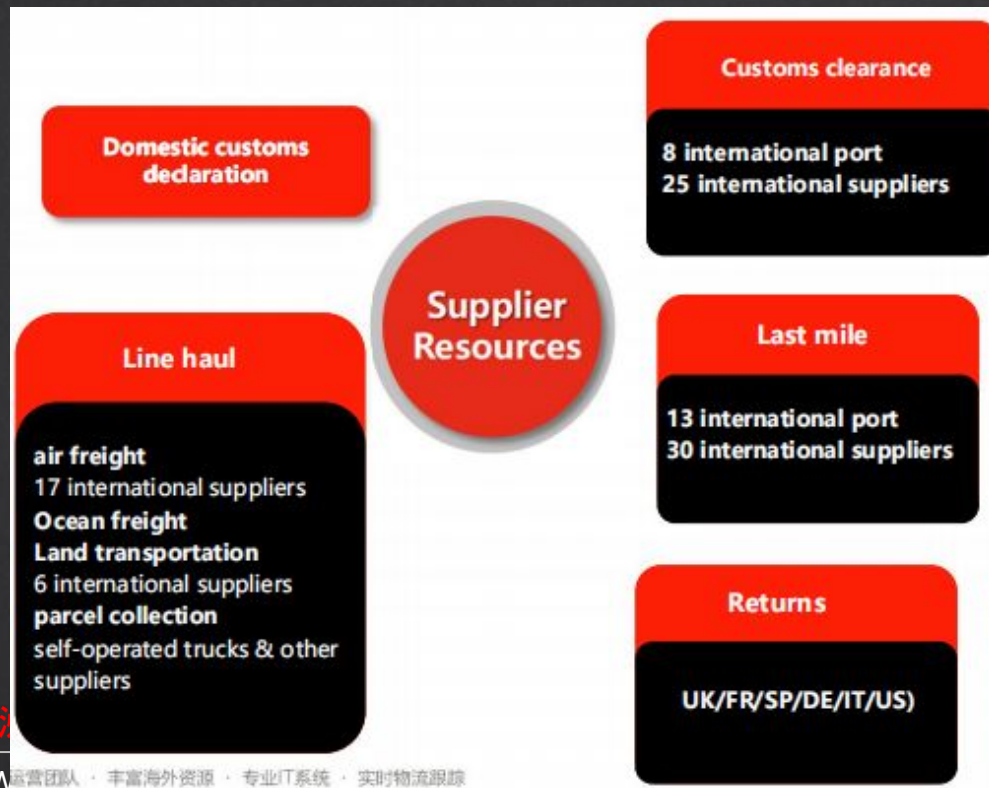 Domestic customs
declaration
Line haul
air freight
17 international suppliers
Ocean freight
Land transportation
6 international suppliers
parcel collection
self-operated trucks & other
suppliers
Supplier
Resources
Customs clearance
8 international port
25 international suppliers
Last mile
13 international port
30 international suppliers
Returns
UK/FR/SP/DE/IT/US)
运营团队 · 丰富海外资源 · 专业IT系统 · 实时物流跟踪